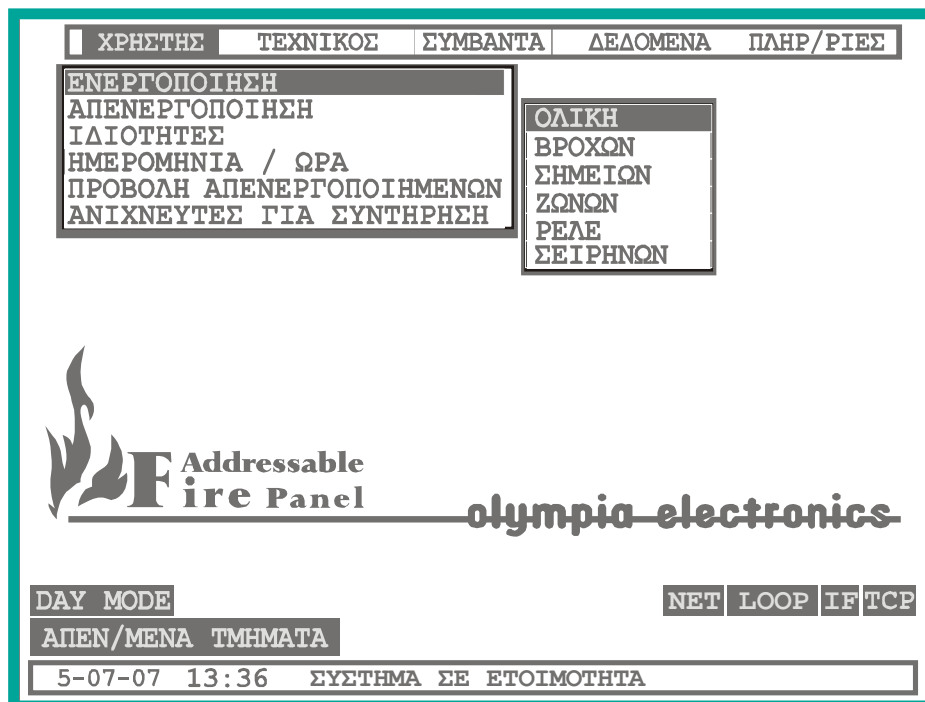 ΧΡΗΣΤΗΣ ΤΕΧΝΙΚΟΣ ΣΥΜΒΑΝΤΑ ΔΕΔΟΜΕΝΑ ΠΛΗΡ/ΡΙΕΣ
ΕΝΕΡΓΟΠΟΙΗΣΗ
ΑΠΕΝΕΡΓΟΠΟΙΗΣΗ
ΙΔΙΟΤΗΤΕΣ
ΗΜΕΡΟΜΗΝΙΑ / ΩΡΑ
ΠΡΟΒΟΛΗ ΑΠΕΝΕΡΓΟΠΟΙΗΜΕΝΩΝ
ΑΝΙΧΝΕΥΤΕΣ ΓΙΑ ΣΥΝΤΗΡΗΣΗ
ΟΛΙΚΗ
ΒΡΟΧΩΝ
ΣΗΜΕΙΩΝ
ΖΩΝΩΝ
ΡΕΛΕ
ΣΕΙΡΗΝΩΝ
Addressable
Fire Panel
olympia electronics
DAY MODE
NET LOOP IF TCP
ΑΠΕΝ/ΜΕΝΑ ΤΜΗΜΑΤΑ
5-07-07 13:36 ΣΥΣΤΗΜΑ ΣΕ ΕΤΟΙΜΟΤΗΤΑ